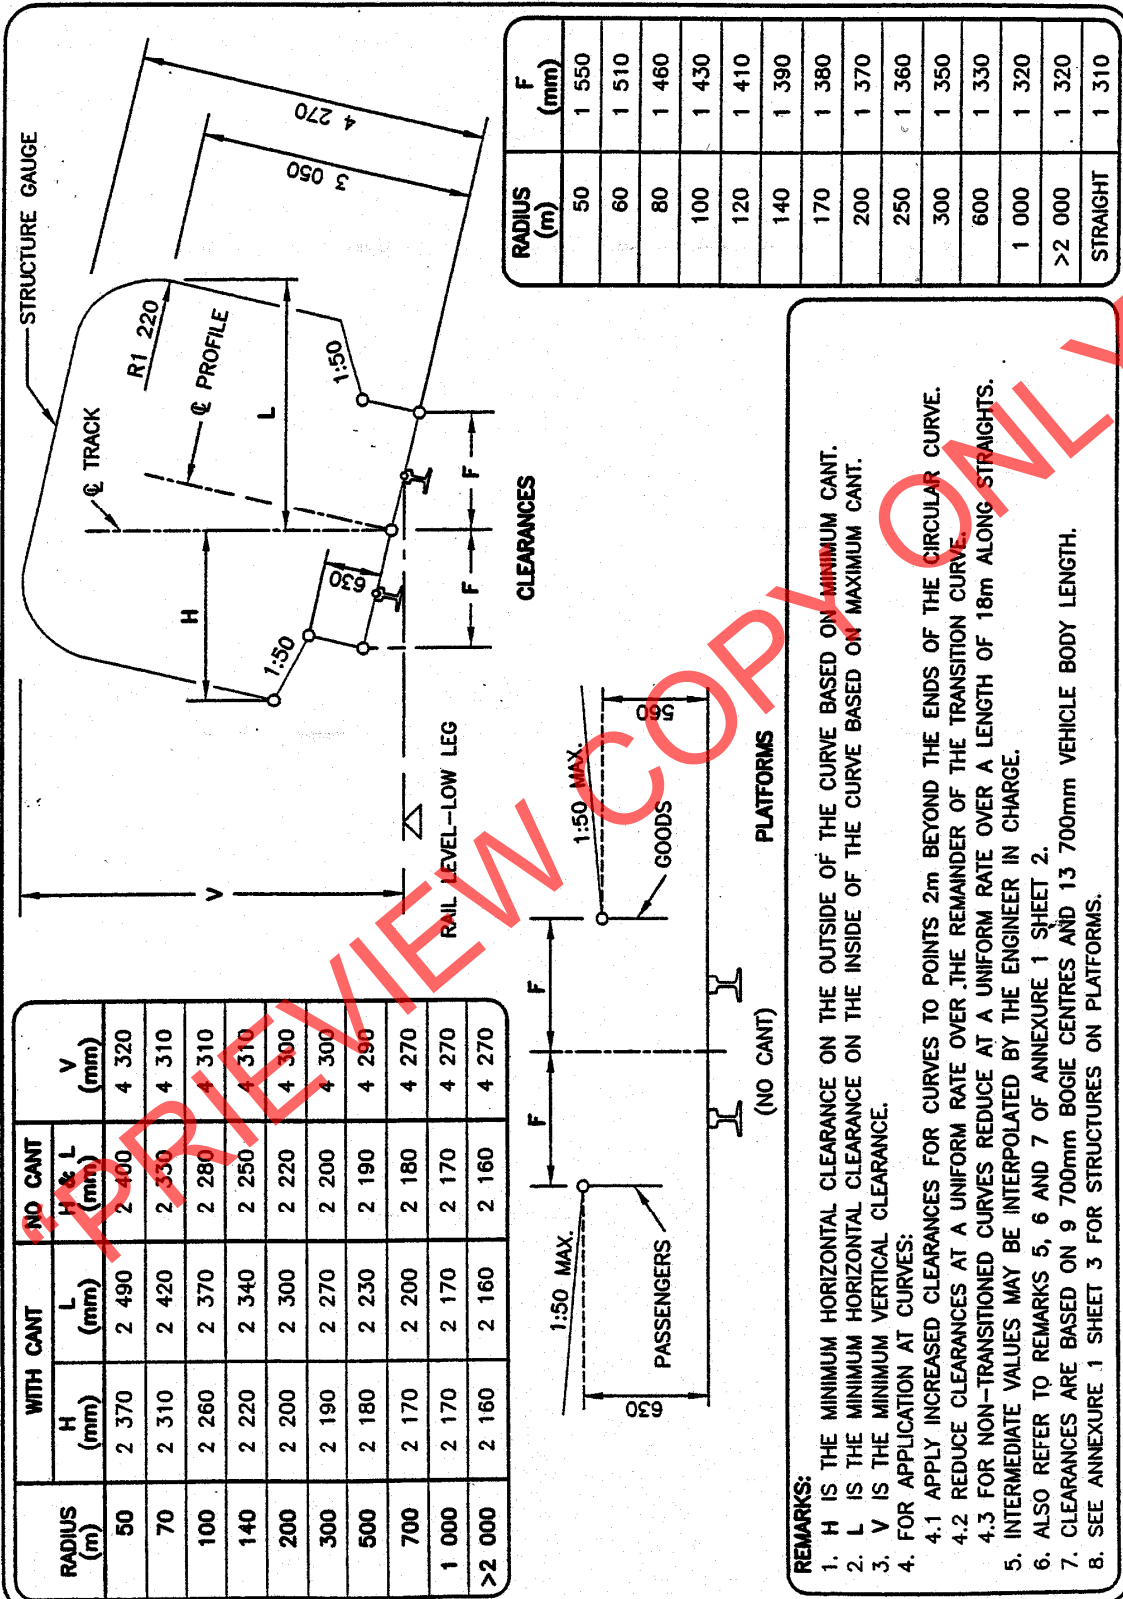 WITH CANT NO CANT
RADIUS (m) H (mm) L (mm) H & L (mm) V (mm)
50 2 370 2 490 2 400 4 320
70 2 310 2 420 2 330 4 310
100 2 260 2 370 2 280 4 310
140 2 220 2 340 2 250 4 310
200 2 200 2 300 2 220 4 300
300 2 190 2 270 2 200 4 300
500 2 180 2 230 2 190 4 290
700 2 170 2 200 2 180 4 270
1 000 2 170 2 170 2 170 4 270
>2 000 2 160 2 160 2 160 4 270
STRUCTURE GAUGE
℄ TRACK
R1 220
℄ PROFILE
4 270
3 050
H
L
1:50
1:50
630
V
F
F
RAIL LEVEL-LOW LEG
CLEARANCES
1:50 MAX.
1:50 MAX.
F
F
630
560
PASSENGERS
GOODS
(NO CANT)
PLATFORMS
RADIUS (m) F (mm)
50 1 550
60 1 510
80 1 460
100 1 430
120 1 410
140 1 390
170 1 380
200 1 370
250 1 360
300 1 350
600 1 330
1 000 1 320
>2 000 1 320
STRAIGHT 1 310
REMARKS:
1. H IS THE MINIMUM HORIZONTAL CLEARANCE ON THE OUTSIDE OF THE CURVE BASED ON MINIMUM CANT.
2. L IS THE MINIMUM HORIZONTAL CLEARANCE ON THE INSIDE OF THE CURVE BASED ON MAXIMUM CANT.
3. V IS THE MINIMUM VERTICAL CLEARANCE.
4. FOR APPLICATION AT CURVES:
4.1 APPLY INCREASED CLEARANCES FOR CURVES TO POINTS 2m BEYOND THE ENDS OF THE CIRCULAR CURVE.
4.2 REDUCE CLEARANCES AT A UNIFORM RATE OVER THE REMAINDER OF THE TRANSITION CURVE.
4.3 FOR NON-TRANSITIONED CURVES REDUCE AT A UNIFORM RATE OVER A LENGTH OF 18m ALONG STRAIGHTS.
5. INTERMEDIATE VALUES MAY BE INTERPOLATED BY THE ENGINEER IN CHARGE.
6. ALSO REFER TO REMARKS 5, 6 AND 7 OF ANNEXURE 1 SHEET 2.
7. CLEARANCES ARE BASED ON 9 700mm BOGIE CENTRES AND 13 700mm VEHICLE BODY LENGTH.
8. SEE ANNEXURE 1 SHEET 3 FOR STRUCTURES ON PLATFORMS.
"PRIEVIEW COPY ONLY